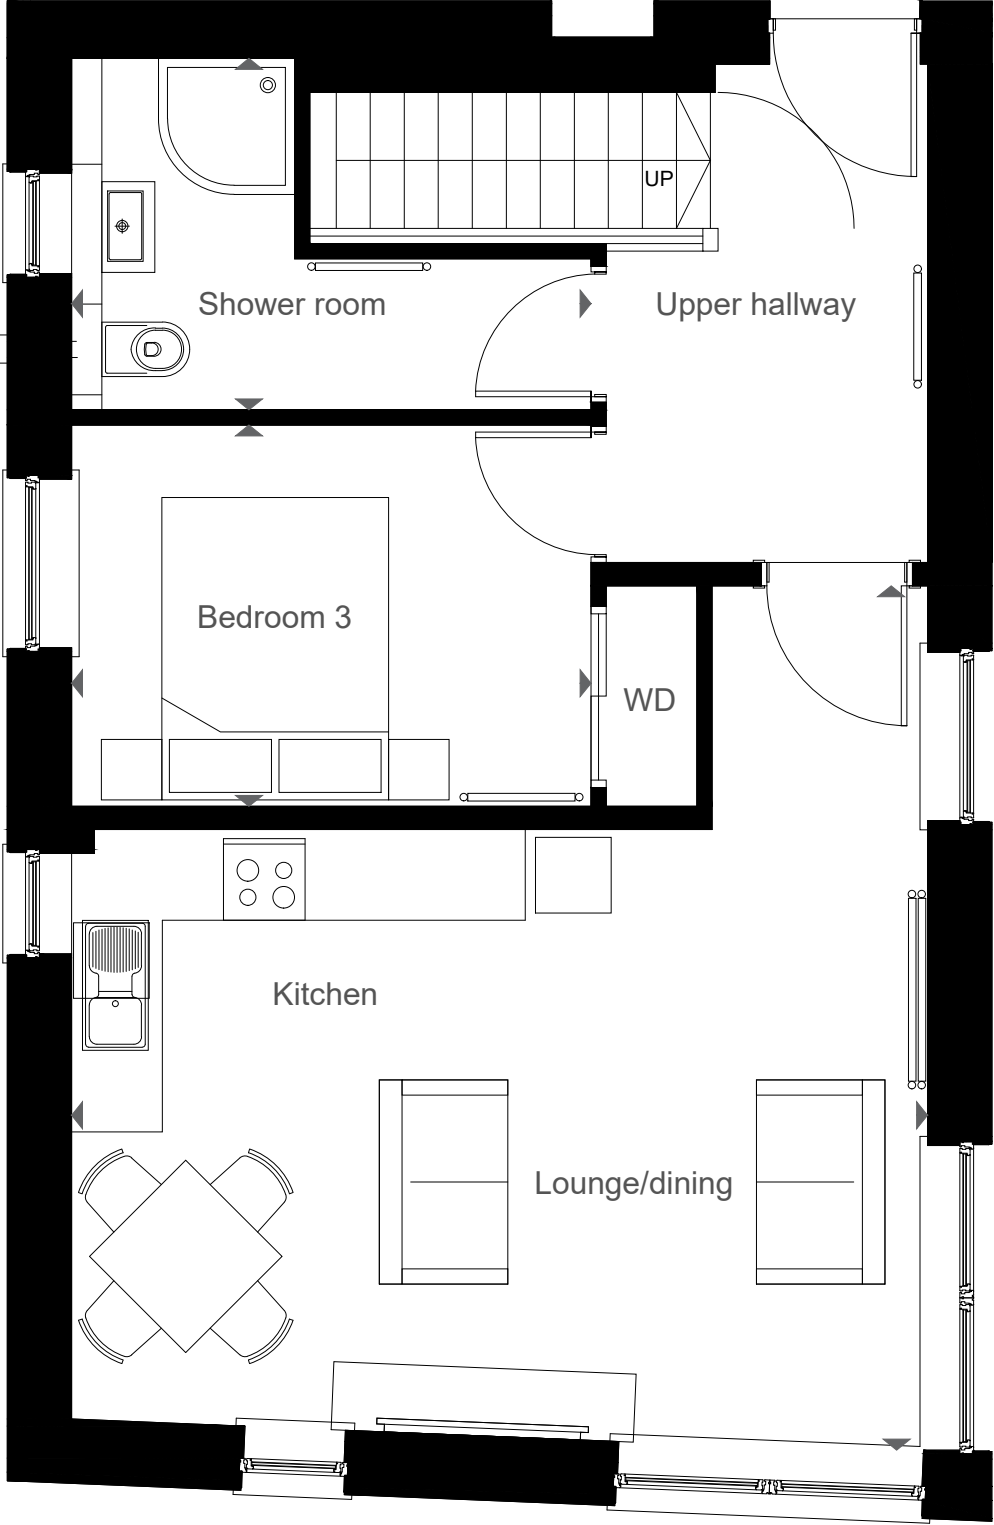 UP
Shower room
Upper hallway
Bedroom 3
WD
Kitchen
Lounge/dining